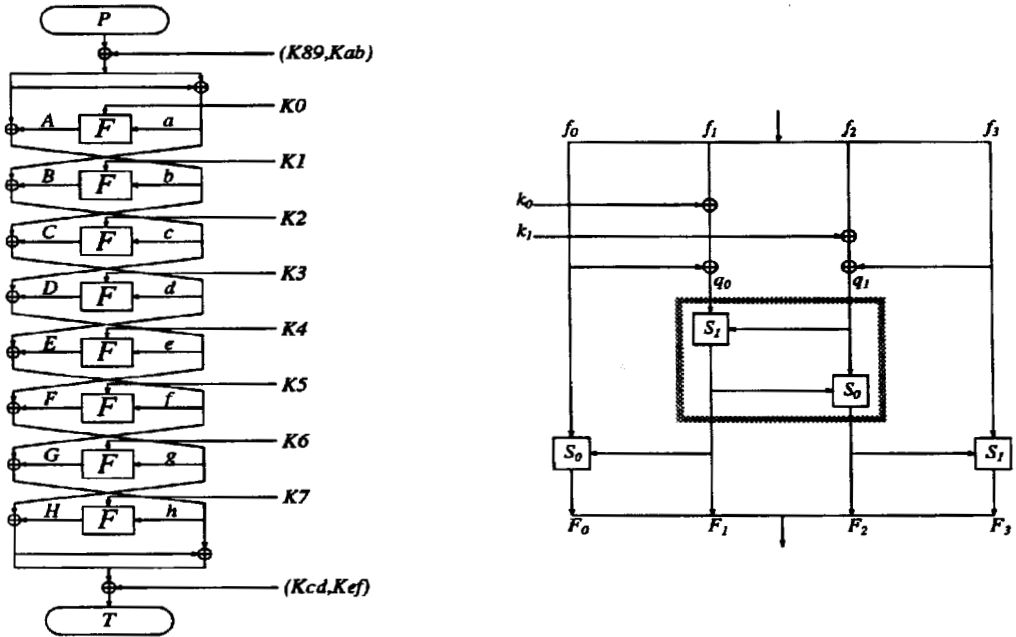 P
(K89,Kab)
K0
A F a
K1
B F b
K2
C F c
K3
D F d
K4
E F e
K5
F F f
K6
G F g
K7
H F h
(Kcd,Kef)
T
f0 f1 f2 f3
k0
k1
q0 q1
S1
S0
S0 S1
F0 F1 F2 F3